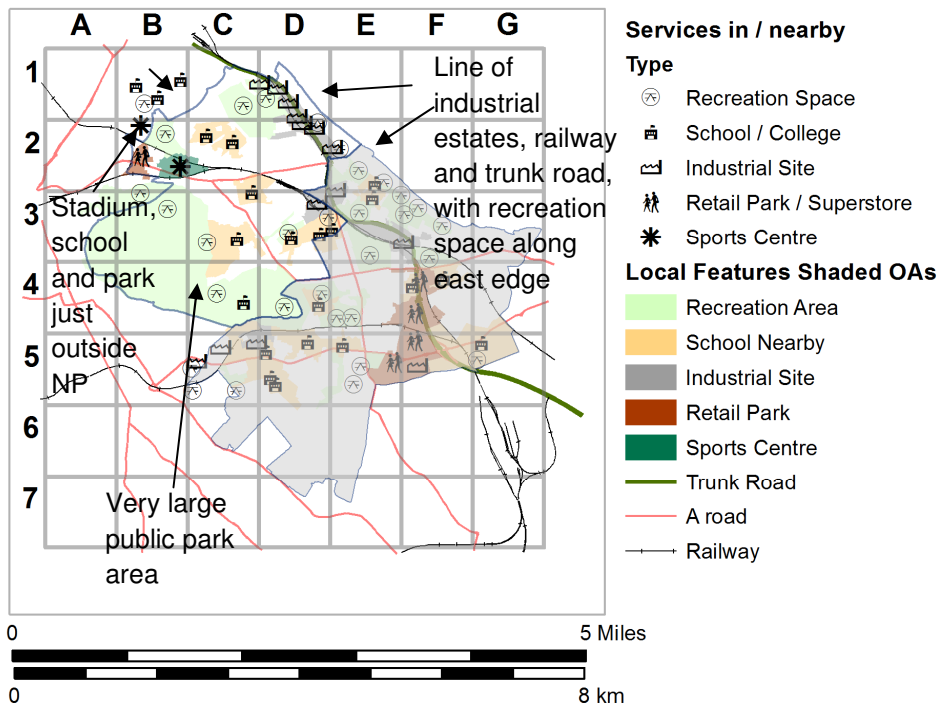 A B C D E F G
1
2
3
4
5
6
7
Line of
industrial
estates, railway
and trunk road,
with recreation
space along
east edge
Stadium,
school
and park
just
outside
NP
Very large
public park
area
0 5 Miles
0 8 km
Services in / nearby
Type
Recreation Space
School / College
Industrial Site
Retail Park / Superstore
Sports Centre
Local Features Shaded OAs
Recreation Area
School Nearby
Industrial Site
Retail Park
Sports Centre
Trunk Road
A road
Railway